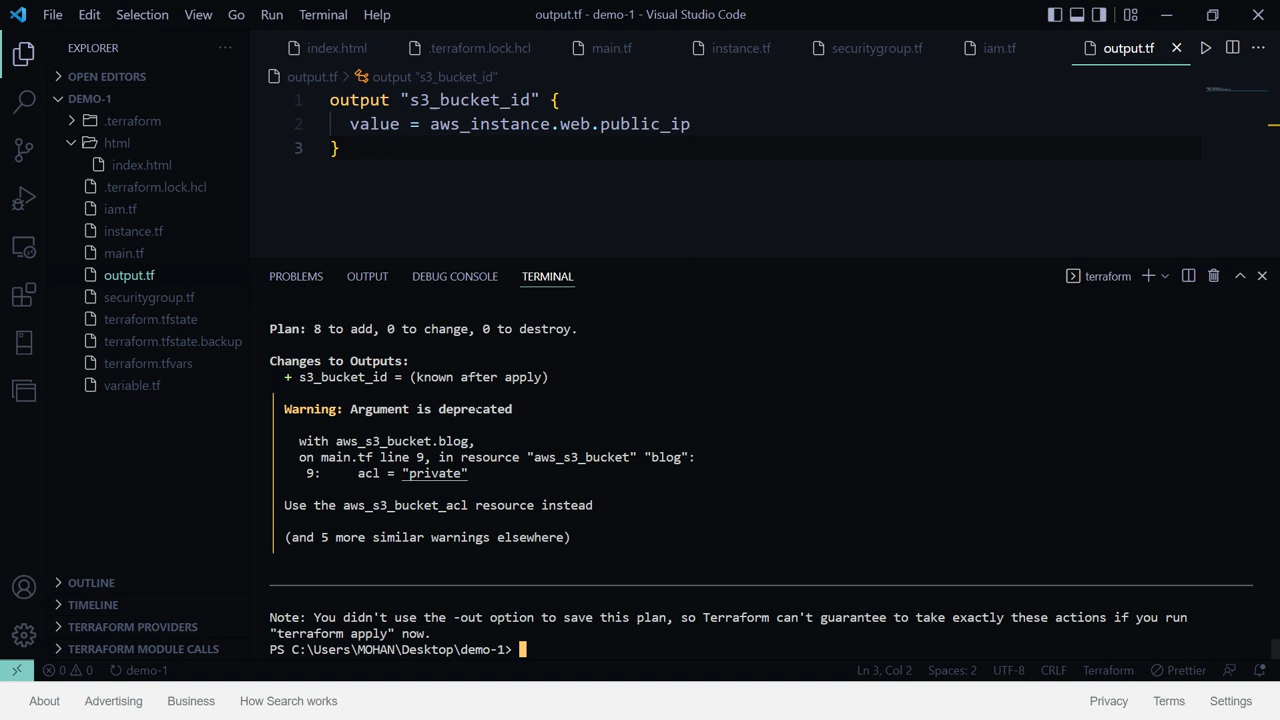 File Edit Selection View Go Run Terminal Help output.tf - demo-1 - Visual Studio Code
EXPLORER
OPEN EDITORS
DEMO-1
.terraform
html
index.html
.terraform.lock.hcl
iam.tf
instance.tf
main.tf
output.tf
securitygroup.tf
terraform.tfstate
terraform.tfstate.backup
terraform.tfvars
variable.tf
OUTLINE
TIMELINE
TERRAFORM PROVIDERS
TERRAFORM MODULE CALLS
index.html .terraform.lock.hcl main.tf instance.tf securitygroup.tf iam.tf output.tf
output.tf > output "s3_bucket_id"
1 output "s3_bucket_id" {
2 value = aws_instance.web.public_ip
3 }
PROBLEMS OUTPUT DEBUG CONSOLE TERMINAL terraform
Plan: 8 to add, 0 to change, 0 to destroy.
Changes to Outputs:
+ s3_bucket_id = (known after apply)
Warning: Argument is deprecated
with aws_s3_bucket.blog,
on main.tf line 9, in resource "aws_s3_bucket" "blog":
9: acl = "private"
Use the aws_s3_bucket_acl resource instead
(and 5 more similar warnings elsewhere)
Note: You didn't use the -out option to save this plan, so Terraform can't guarantee to take exactly these actions if you run
"terraform apply" now.
PS C:\Users\MOHAN\Desktop\demo-1>
0 0 demo-1 Ln 3, Col 2 Spaces: 2 UTF-8 CRLF Terraform Prettier
About Advertising Business How Search works Privacy Terms Settings